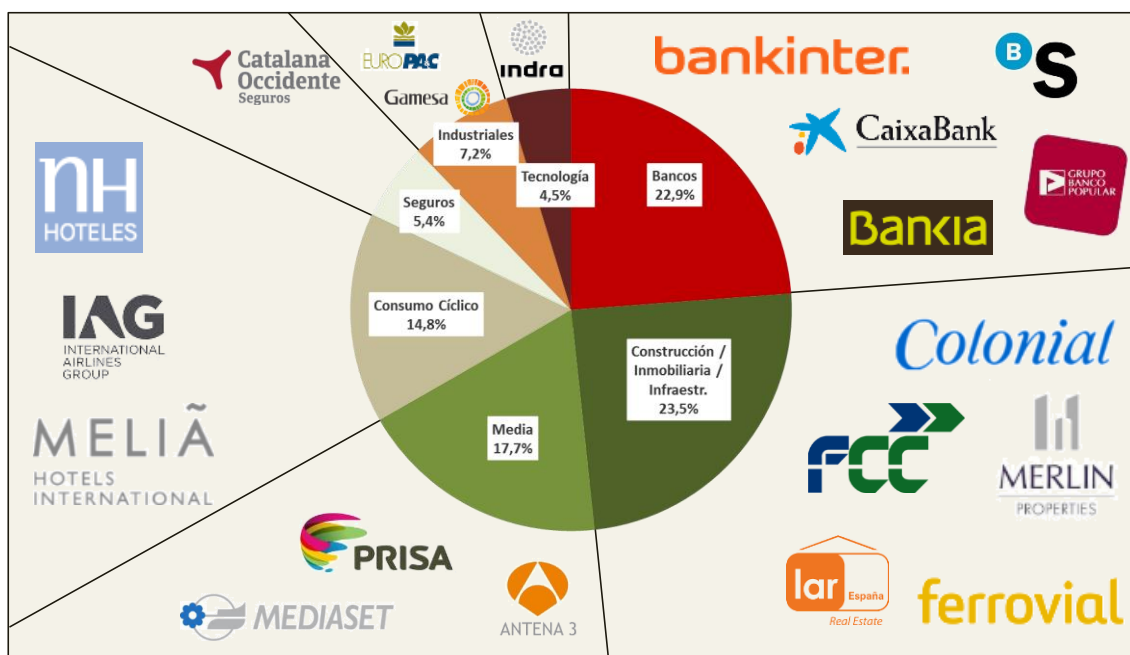 Catalana
Occidente
Seguros
EUROPAC
Gamesa
indra
bankinter.
B
S
CaixaBank
GRUPO
BANCO
POPULAR
Bankia
nH
HOTELES
Industriales
7,2%
Tecnología
4,5%
Bancos
22,9%
Seguros
5,4%
Consumo Cíclico
14,8%
Construcción /
Inmobiliaria /
Infraestr.
23,5%
Media
17,7%
IAG
INTERNATIONAL
AIRLINES
GROUP
MELIÃ
HOTELS
INTERNATIONAL
Colonial
FCC
MERLIN
PROPERTIES
PRISA
MEDIASET
ANTENA 3
lar
España
Real Estate
ferrovial